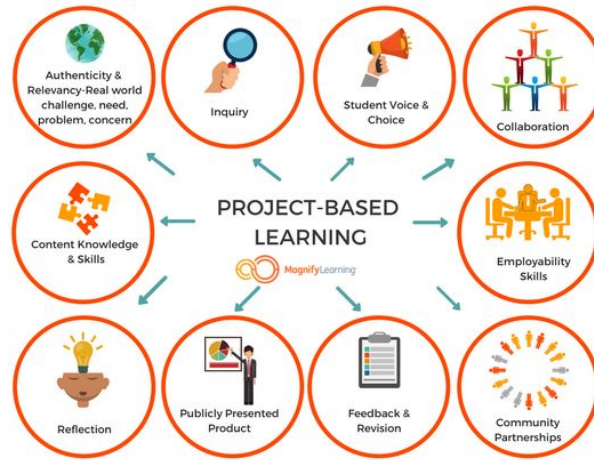 Authenticity &
Relevancy-Real world
challenge, need,
problem, concern
Inquiry
Student Voice &
Choice
Collaboration
PROJECT-BASED
LEARNING
MagnifyLearning
Content Knowledge
& Skills
Employability
Skills
Reflection
Publicly Presented
Product
Feedback &
Revision
Community
Partnerships